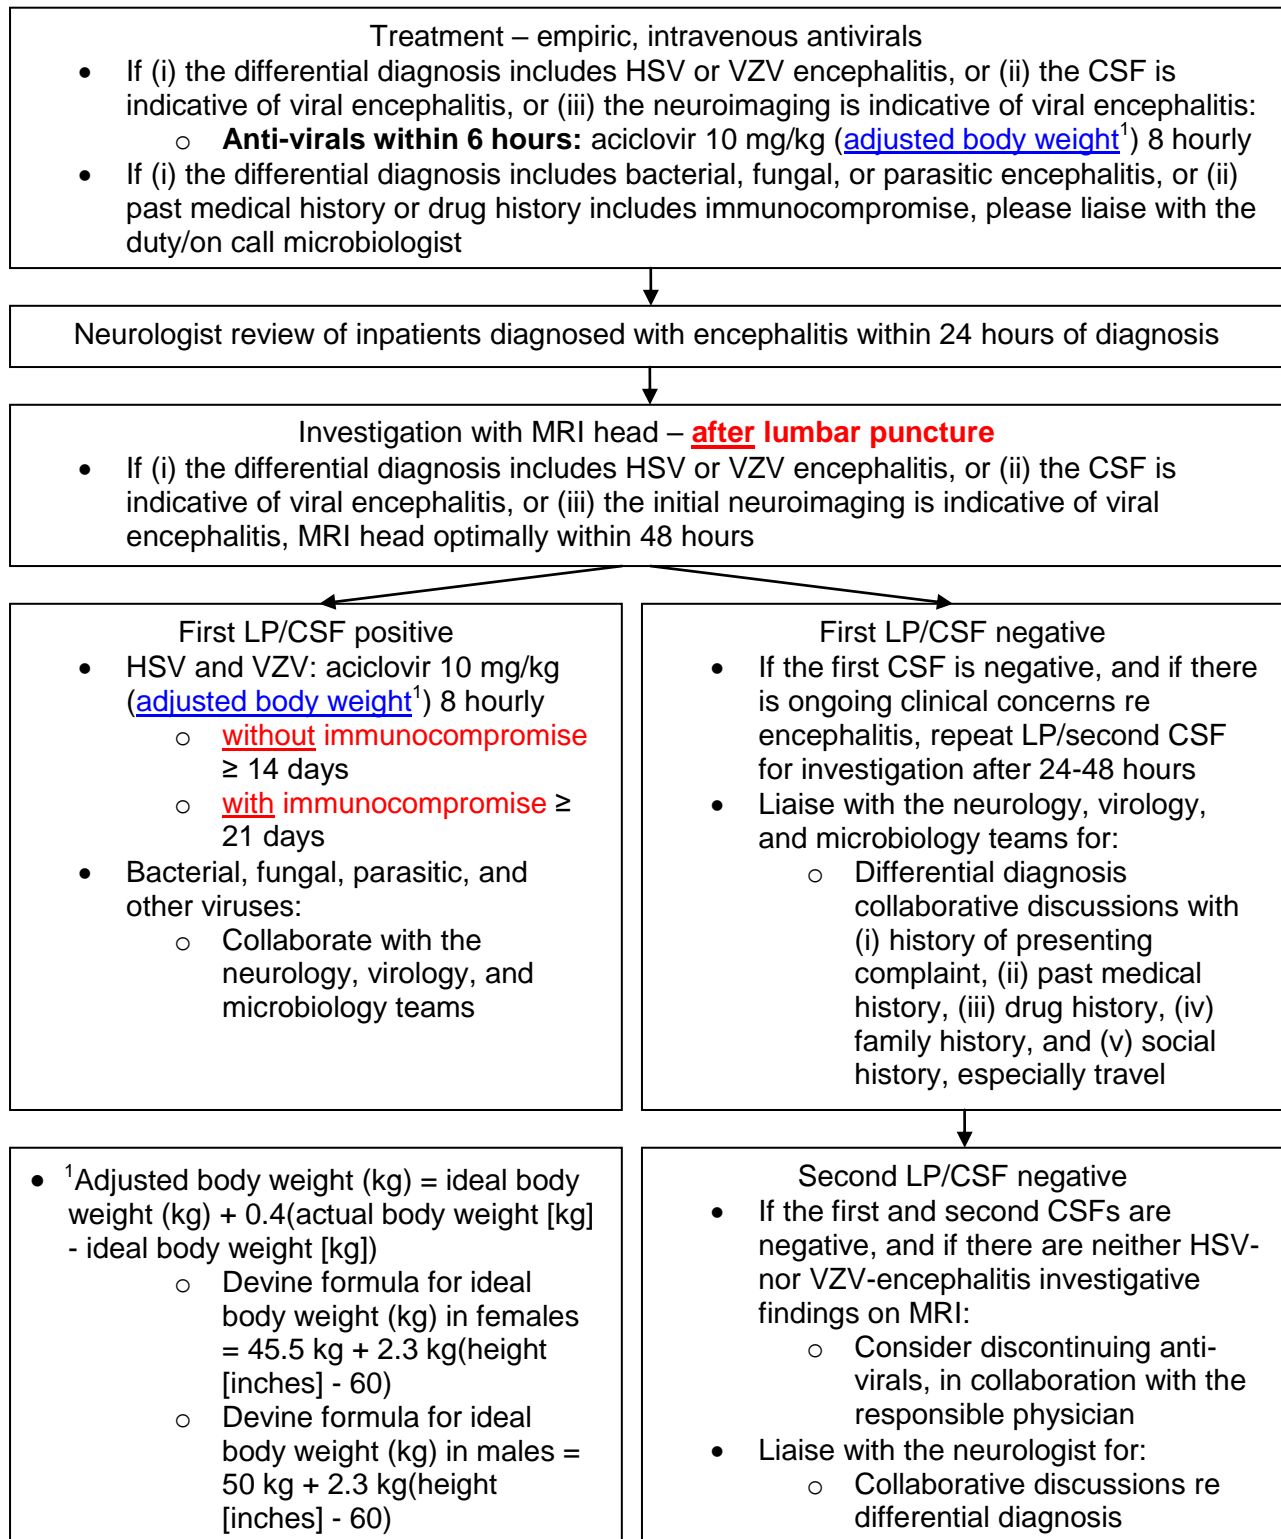 Treatment – empiric, intravenous antivirals
• If (i) the differential diagnosis includes HSV or VZV encephalitis, or (ii) the CSF is
indicative of viral encephalitis, or (iii) the neuroimaging is indicative of viral encephalitis:
o Anti-virals within 6 hours: aciclovir 10 mg/kg (adjusted body weight1) 8 hourly
• If (i) the differential diagnosis includes bacterial, fungal, or parasitic encephalitis, or (ii)
past medical history or drug history includes immunocompromise, please liaise with the
duty/on call microbiologist
Neurologist review of inpatients diagnosed with encephalitis within 24 hours of diagnosis
Investigation with MRI head – after lumbar puncture
• If (i) the differential diagnosis includes HSV or VZV encephalitis, or (ii) the CSF is
indicative of viral encephalitis, or (iii) the initial neuroimaging is indicative of viral
encephalitis, MRI head optimally within 48 hours
First LP/CSF positive
• HSV and VZV: aciclovir 10 mg/kg
(adjusted body weight1) 8 hourly
o without immunocompromise
≥ 14 days
o with immunocompromise ≥
21 days
• Bacterial, fungal, parasitic, and
other viruses:
o Collaborate with the
neurology, virology, and
microbiology teams
First LP/CSF negative
• If the first CSF is negative, and if there
is ongoing clinical concerns re
encephalitis, repeat LP/second CSF
for investigation after 24-48 hours
• Liaise with the neurology, virology,
and microbiology teams for:
o Differential diagnosis
collaborative discussions with
(i) history of presenting
complaint, (ii) past medical
history, (iii) drug history, (iv)
family history, and (v) social
history, especially travel
• 1Adjusted body weight (kg) = ideal body
weight (kg) + 0.4(actual body weight [kg]
- ideal body weight [kg])
o Devine formula for ideal
body weight (kg) in females
= 45.5 kg + 2.3 kg(height
[inches] - 60)
o Devine formula for ideal
body weight (kg) in males =
50 kg + 2.3 kg(height
[inches] - 60)
Second LP/CSF negative
• If the first and second CSFs are
negative, and if there are neither HSV-
nor VZV-encephalitis investigative
findings on MRI:
o Consider discontinuing anti-
virals, in collaboration with the
responsible physician
• Liaise with the neurologist for:
o Collaborative discussions re
differential diagnosis